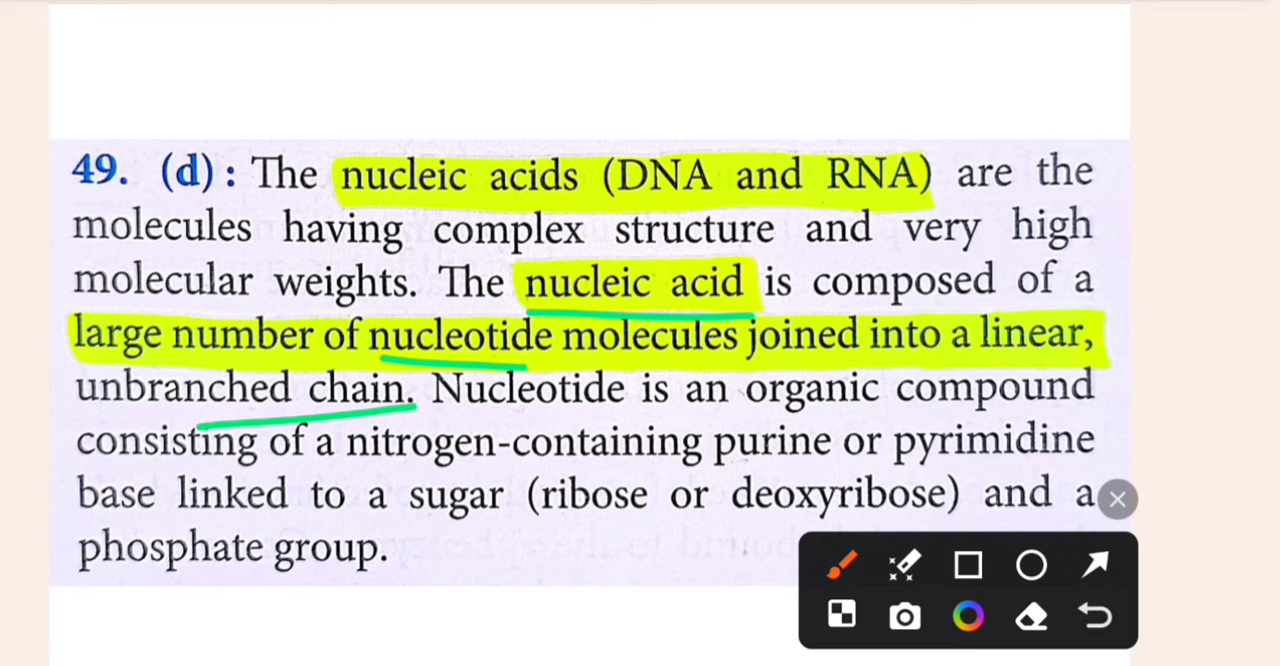 49. (d) : The nucleic acids (DNA and RNA) are the
molecules having complex structure and very high
molecular weights. The nucleic acid is composed of a
large number of nucleotide molecules joined into a linear,
unbranched chain. Nucleotide is an organic compound
consisting of a nitrogen-containing purine or pyrimidine
base linked to a sugar (ribose or deoxyribose) and a
phosphate group.